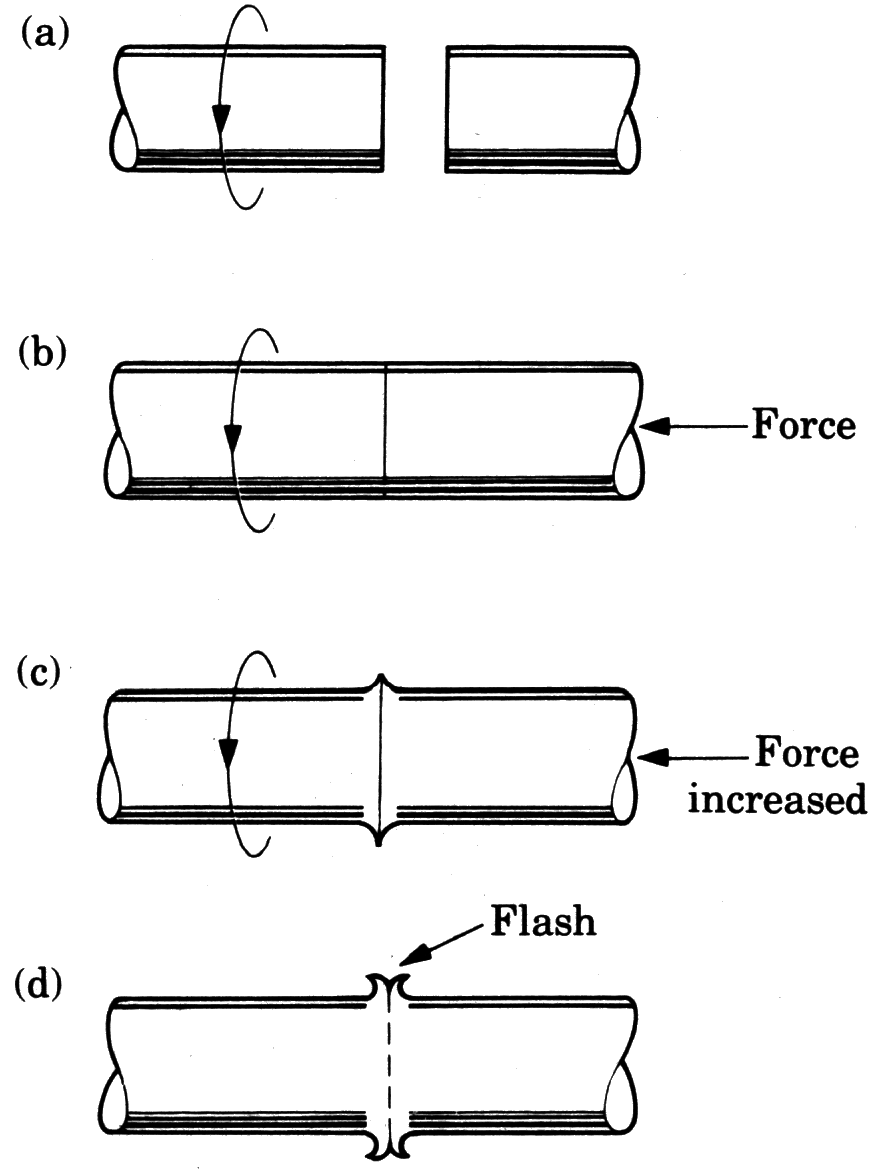 (a)
(b)
Force
(c)
Force
increased
Flash
(d)